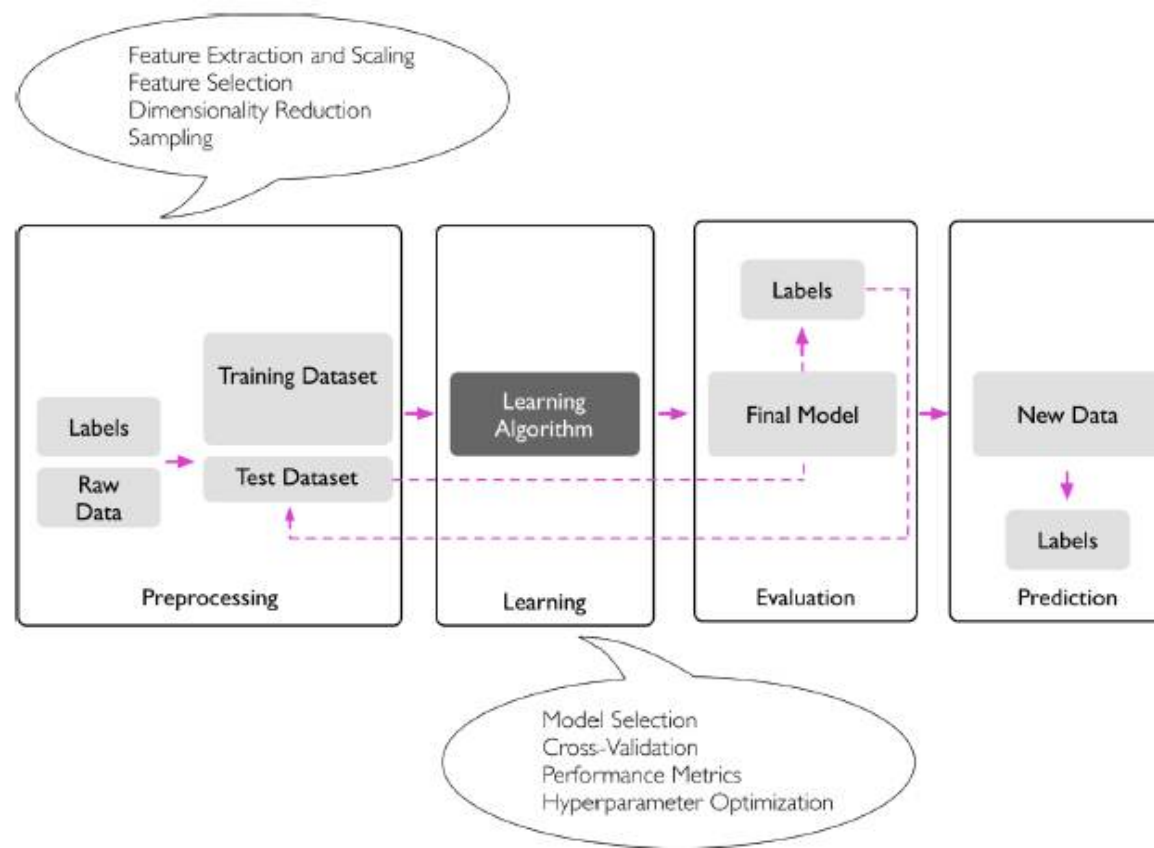 Feature Extraction and Scaling
Feature Selection
Dimensionality Reduction
Sampling
Labels
Raw
Data
Training Dataset
Test Dataset
Preprocessing
Learning
Algorithm
Learning
Labels
Final Model
Evaluation
New Data
Labels
Prediction
Model Selection
Cross-Validation
Performance Metrics
Hyperparameter Optimization